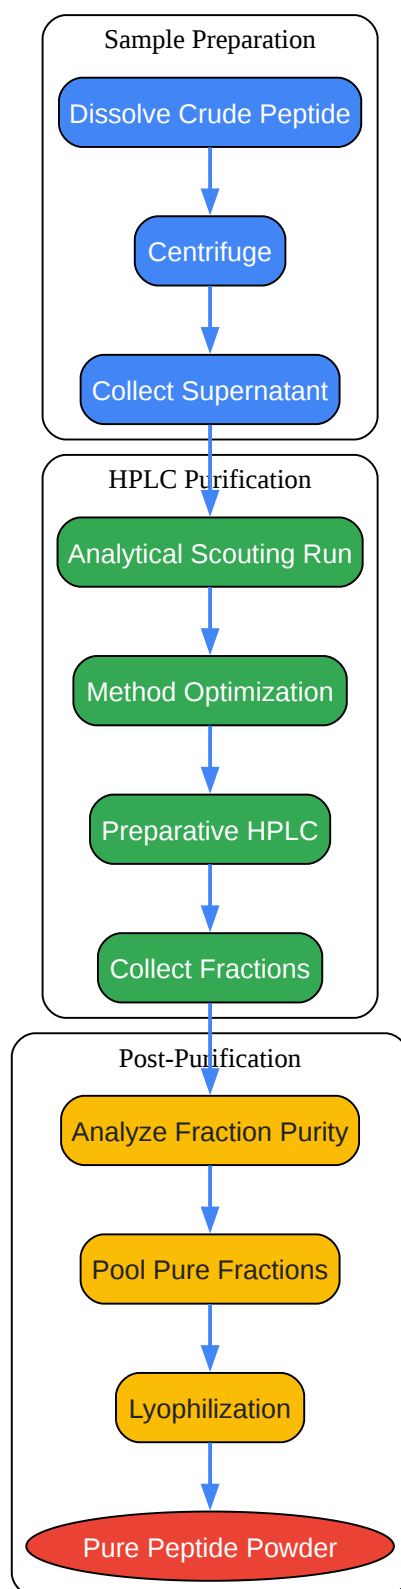 Sample Preparation
Dissolve Crude Peptide
Centrifuge
Collect Supernatant
HPLC Purification
Analytical Scouting Run
Method Optimization
Preparative HPLC
Collect Fractions
Post-Purification
Analyze Fraction Purity
Pool Pure Fractions
Lyophilization
Pure Peptide Powder